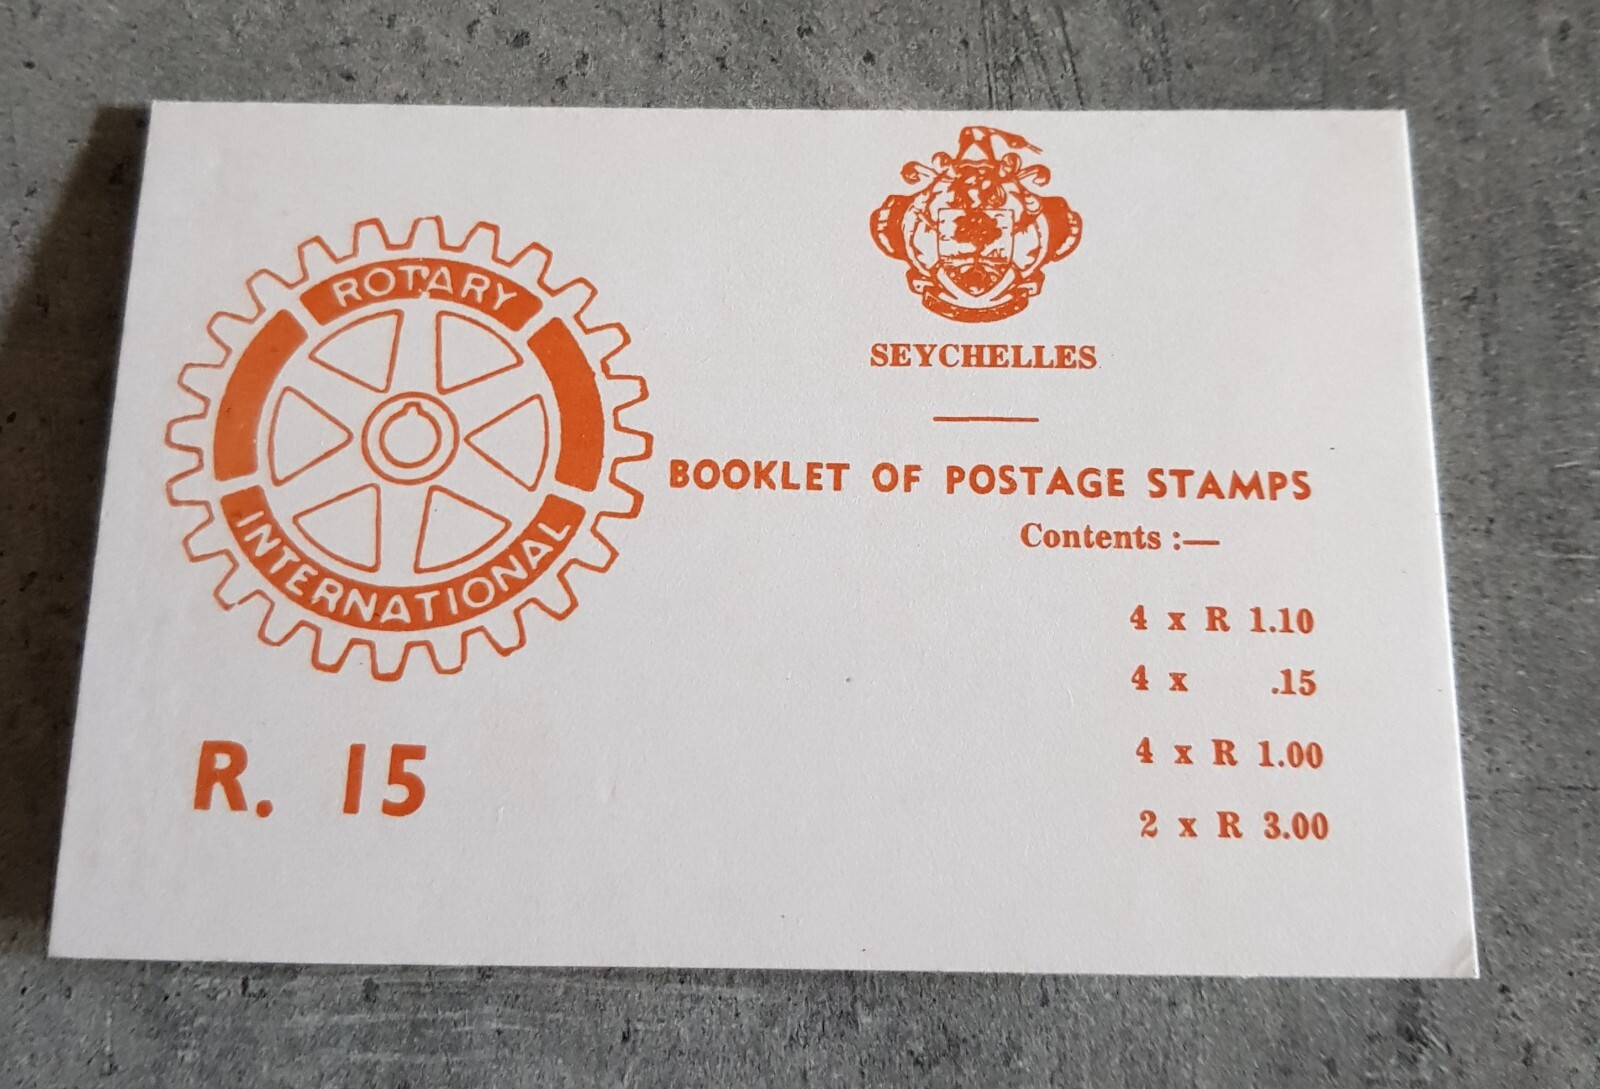 ROTARY
INTERNATIONAL
R. 15
SEYCHELLES
BOOKLET OF POSTAGE STAMPS
Contents :—
4 x R 1.10
4 x .15
4 x R 1.00
2 x R 3.00